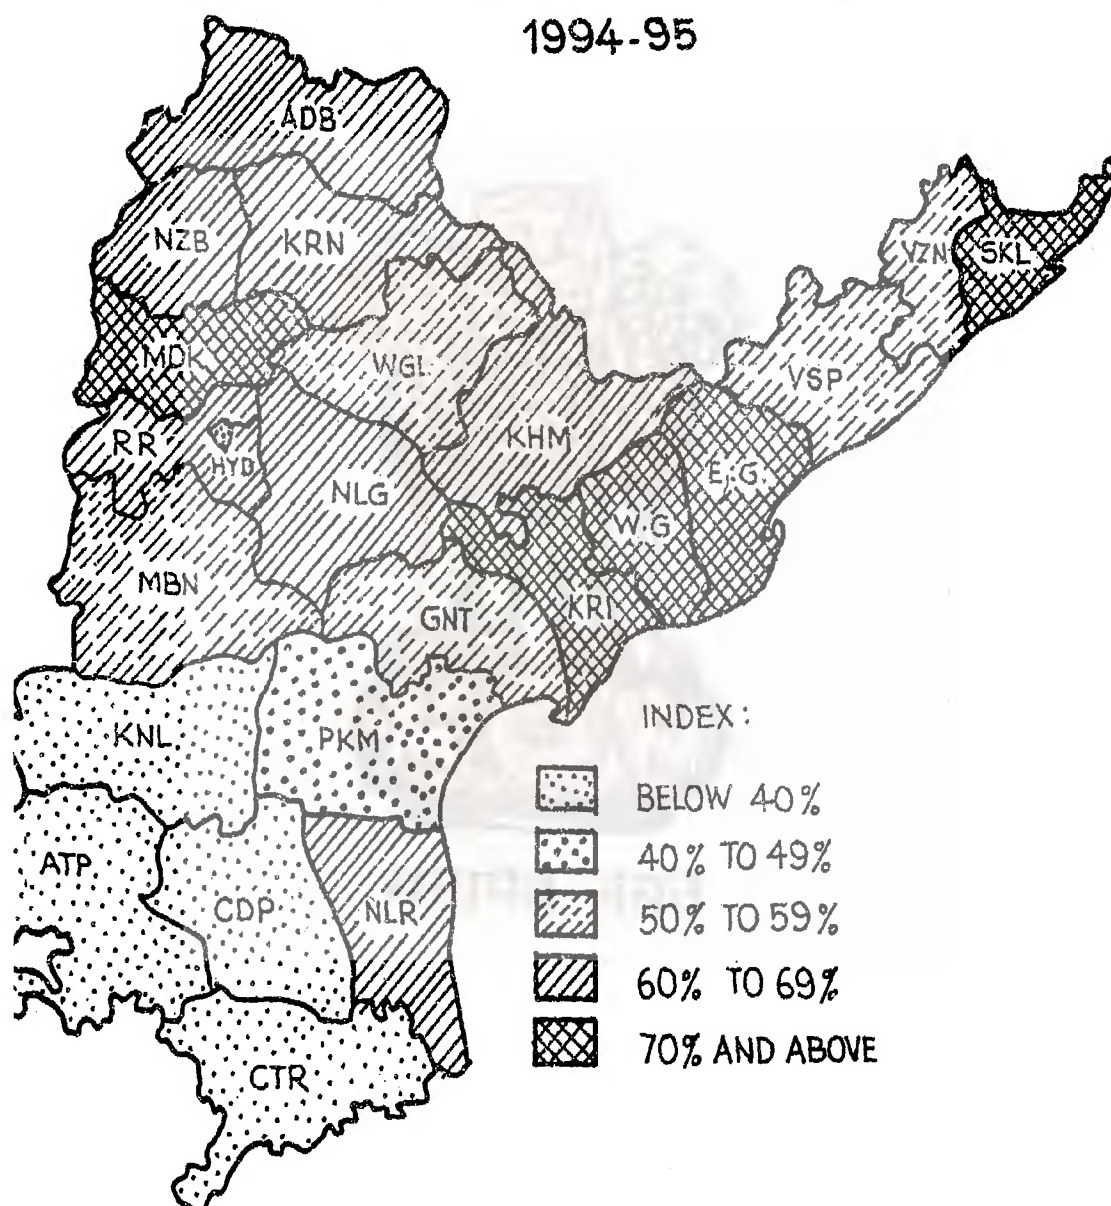 1994-95
ADB
NZB
KRN
VZN
SKL
MDK
WGL
VSP
RR
HYD
KHM
NLG
E.G.
W.G
MBN
KRI
GNT
KNL
PKM
INDEX:
BELOW 40%
ATP
40% TO 49%
CDP
NLR
50% TO 59%
60% TO 69%
70% AND ABOVE
CTR